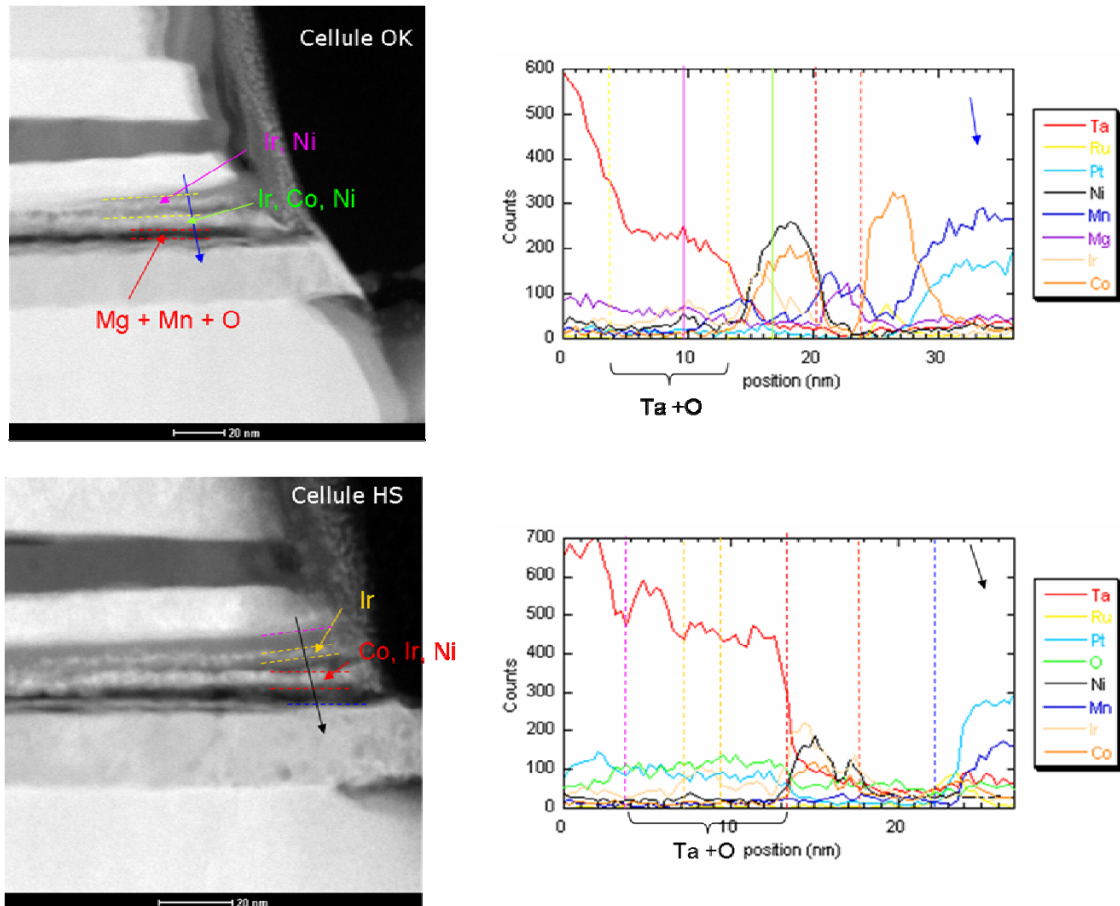 Cellule OK
Ir, Ni
Ir, Co, Ni
Mg + Mn + O
20 nm
600
500
400
300
200
100
0
Counts
0
10
20
30
position (nm)
Ta +O
Ta
Ru
Pt
Ni
Mn
Mg
Ir
Co
Cellule HS
Ir
Co, Ir, Ni
20 nm
700
600
500
400
300
200
100
0
Counts
0
10
20
position (nm)
Ta +O
Ta
Ru
Pt
O
Ni
Mn
Ir
Co